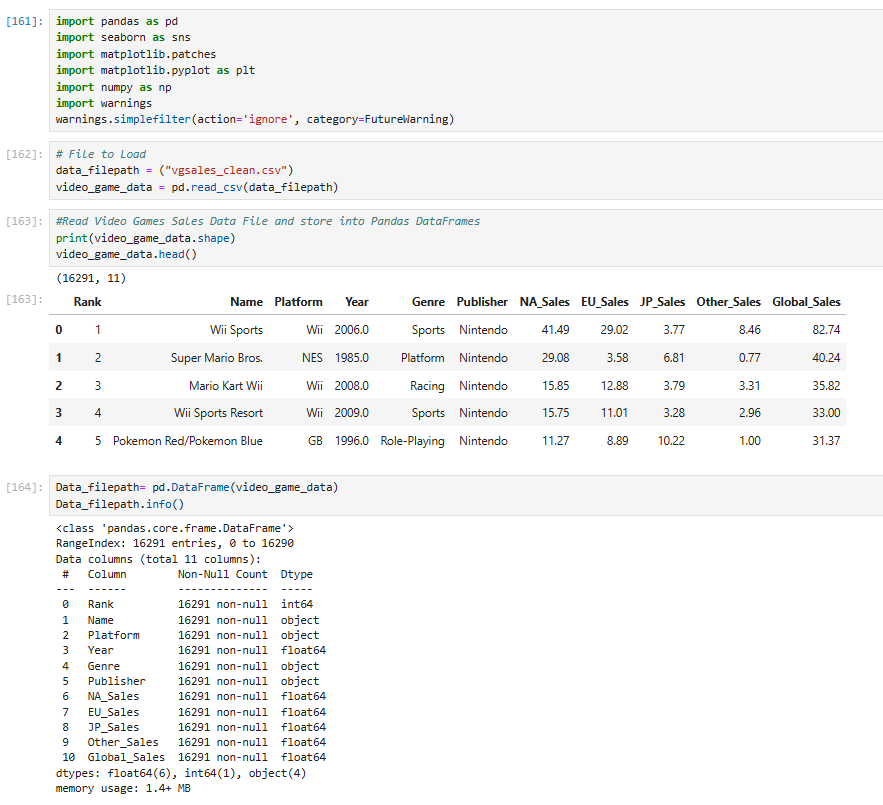 [161]: import pandas as pd
import seaborn as sns
import matplotlib.patches
import matplotlib.pyplot as plt
import numpy as np
import warnings
warnings.simplefilter(action='ignore', category=FutureWarning)
[162]: # File to Load
data_filepath = ("vgsales_clean.csv")
video_game_data = pd.read_csv(data_filepath)
[163]: #Read Video Games Sales Data File and store into Pandas DataFrames
print(video_game_data.shape)
video_game_data.head()
(16291, 11)
[163]: Rank Name Platform Year Genre Publisher NA_Sales EU_Sales JP_Sales Other_Sales Global_Sales
0 1 Wii Sports Wii 2006.0 Sports Nintendo 41.49 29.02 3.77 8.46 82.74
1 2 Super Mario Bros. NES 1985.0 Platform Nintendo 29.08 3.58 6.81 0.77 40.24
2 3 Mario Kart Wii Wii 2008.0 Racing Nintendo 15.85 12.88 3.79 3.31 35.82
3 4 Wii Sports Resort Wii 2009.0 Sports Nintendo 15.75 11.01 3.28 2.96 33.00
4 5 Pokemon Red/Pokemon Blue GB 1996.0 Role-Playing Nintendo 11.27 8.89 10.22 1.00 31.37
[164]: Data_filepath= pd.DataFrame(video_game_data)
Data_filepath.info()
<class 'pandas.core.frame.DataFrame'>
RangeIndex: 16291 entries, 0 to 16290
Data columns (total 11 columns):
# Column Non-Null Count Dtype
--- ------ -------------- -----
0 Rank 16291 non-null int64
1 Name 16291 non-null object
2 Platform 16291 non-null object
3 Year 16291 non-null float64
4 Genre 16291 non-null object
5 Publisher 16291 non-null object
6 NA_Sales 16291 non-null float64
7 EU_Sales 16291 non-null float64
8 JP_Sales 16291 non-null float64
9 Other_Sales 16291 non-null float64
10 Global_Sales 16291 non-null float64
dtypes: float64(6), int64(1), object(4)
memory usage: 1.4+ MB